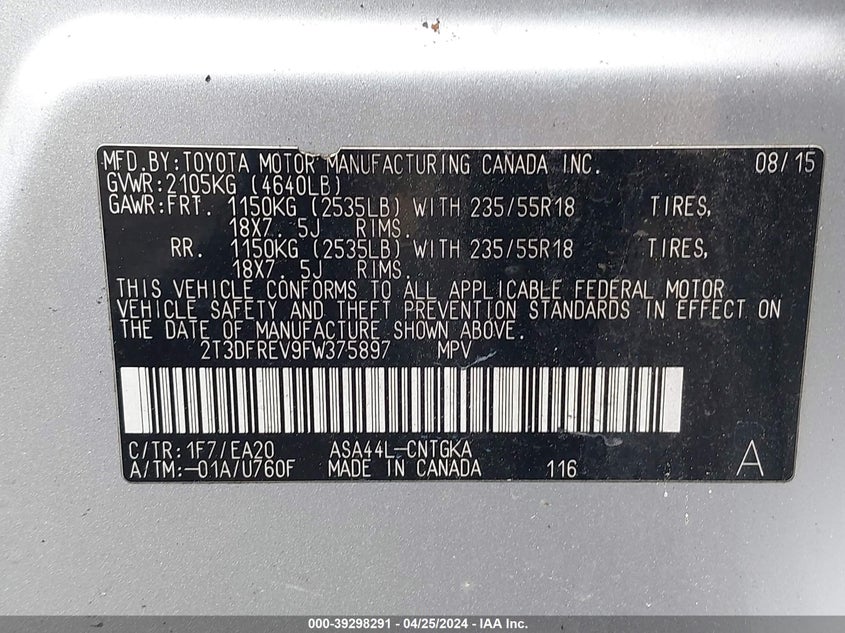 MFD.BY:TOYOTA MOTOR MANUFACTURING CANADA INC. 08/15
GVWR:2105KG (4640LB)
GAWR:FRT. 1150KG (2535LB) WITH 235/55R18 TIRES,
18X7. 5J RIMS.
RR. 1150KG (2535LB) WITH 235/55R18 TIRES,
18X7. 5J RIMS.
THIS VEHICLE CONFORMS TO ALL APPLICABLE FEDERAL MOTOR
VEHICLE SAFETY AND THEFT PREVENTION STANDARDS IN EFFECT ON
THE DATE OF MANUFACTURE SHOWN ABOVE.
2T3DFREV9FW375897 MPV
C/TR:1F7/EA20 ASA44L-CNTGKA
A/TM:-01A/U760F MADE IN CANADA 116 A
000-39298291 - 04/25/2024 - IAA Inc.